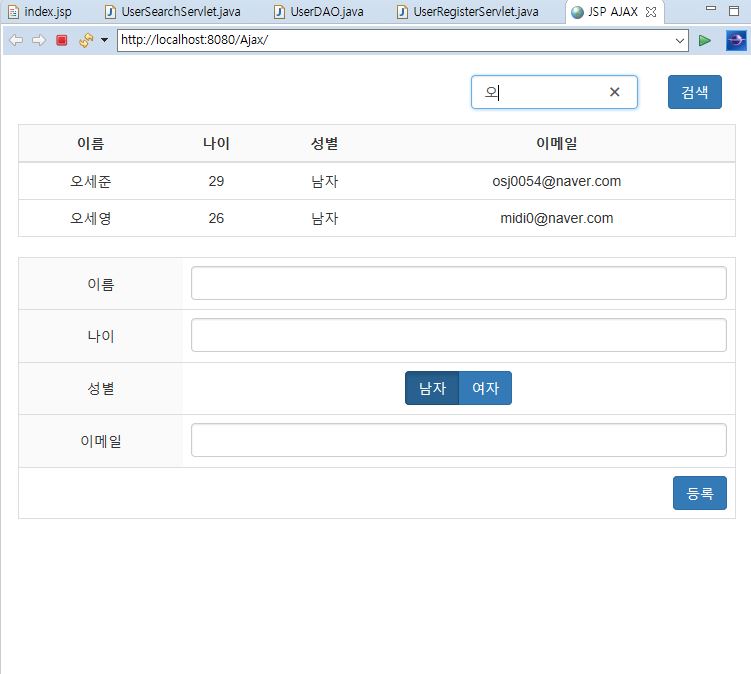 index.jsp UserSearchServlet.java UserDAO.java UserRegisterServlet.java JSP AJAX
http://localhost:8080/Ajax/
오 검색
이름 나이 성별 이메일
오세준 29 남자 osj0054@naver.com
오세영 26 남자 midi0@naver.com
이름
나이
성별 남자 여자
이메일
등록